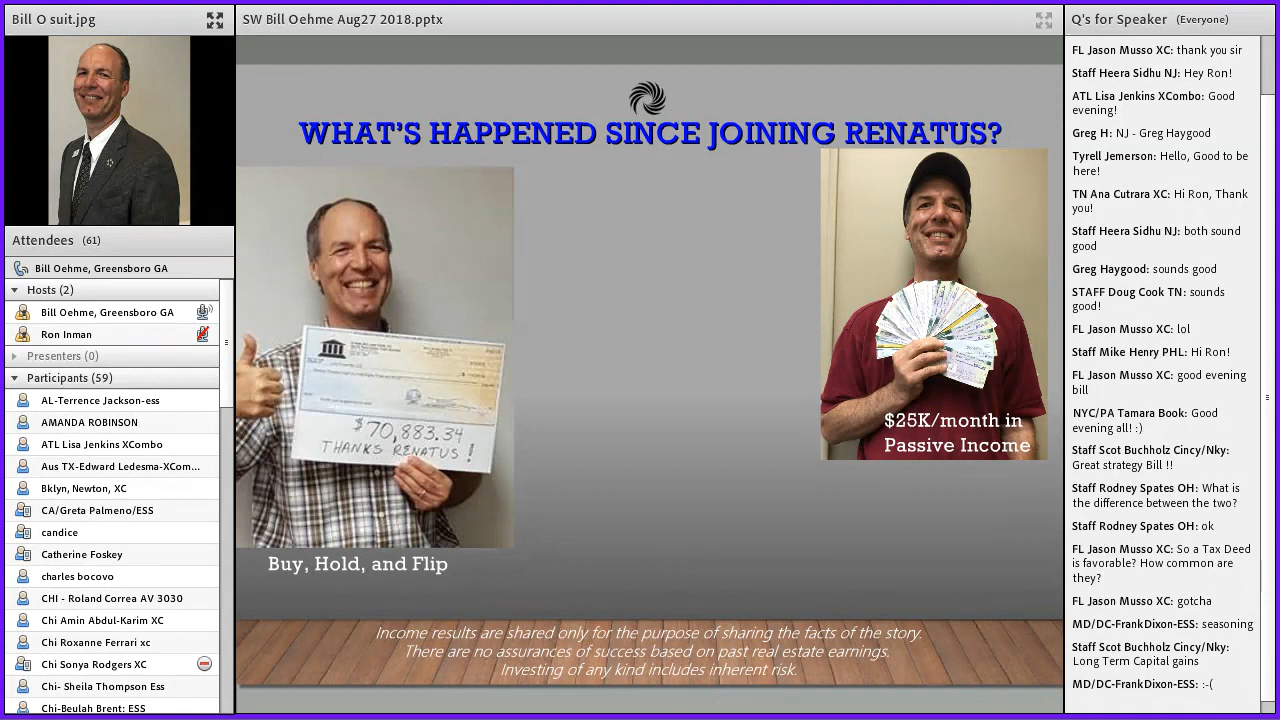 Bill O suit.jpg
Attendees (61)
Bill Oehme, Greensboro GA
Hosts (2)
Bill Oehme, Greensboro GA
Ron Inman
Presenters (0)
Participants (59)
AL-Terrence Jackson-ess
AMANDA ROBINSON
ATL Lisa Jenkins XCombo
Aus TX-Edward Ledesma-XCom...
Bklyn, Newton, XC
CA/Greta Palmeno/ESS
candice
Catherine Foskey
charles bocovo
CHI - Roland Correa AV 3030
Chi Amin Abdul-Karim XC
Chi Roxanne Ferrari xc
Chi Sonya Rodgers XC
Chi- Sheila Thompson Ess
Chi-Beulah Brent: ESS
SW Bill Oehme Aug27 2018.pptx
WHAT'S HAPPENED SINCE JOINING RENATUS?
$70,883.34
THANKS RENATUS!
Buy, Hold, and Flip
$25K/month in
Passive Income
Income results are shared only for the purpose of sharing the facts of the story.
There are no assurances of success based on past real estate earnings.
Investing of any kind includes inherent risk.
Q's for Speaker (Everyone)
FL Jason Musso XC: thank you sir
Staff Heera Sidhu NJ: Hey Ron!
ATL Lisa Jenkins XCombo: Good
evening!
Greg H: NJ - Greg Haygood
Tyrell Jemerson: Hello, Good to be
here!
TN Ana Cutrara XC: Hi Ron, Thank
you!
Staff Heera Sidhu NJ: both sound
good
Greg Haygood: sounds good
STAFF Doug Cook TN: sounds
good!
FL Jason Musso XC: lol
Staff Mike Henry PHL: Hi Ron!
FL Jason Musso XC: good evening
bill
NYC/PA Tamara Book: Good
evening all! :)
Staff Scot Buchholz Cincy/Nky:
Great strategy Bill !!
Staff Rodney Spates OH: What is
the difference between the two?
Staff Rodney Spates OH: ok
FL Jason Musso XC: So a Tax Deed
is favorable? How common are
they?
FL Jason Musso XC: gotcha
MD/DC-FrankDixon-ESS: seasoning
Staff Scot Buchholz Cincy/Nky:
Long Term Capital gains
MD/DC-FrankDixon-ESS: :-(